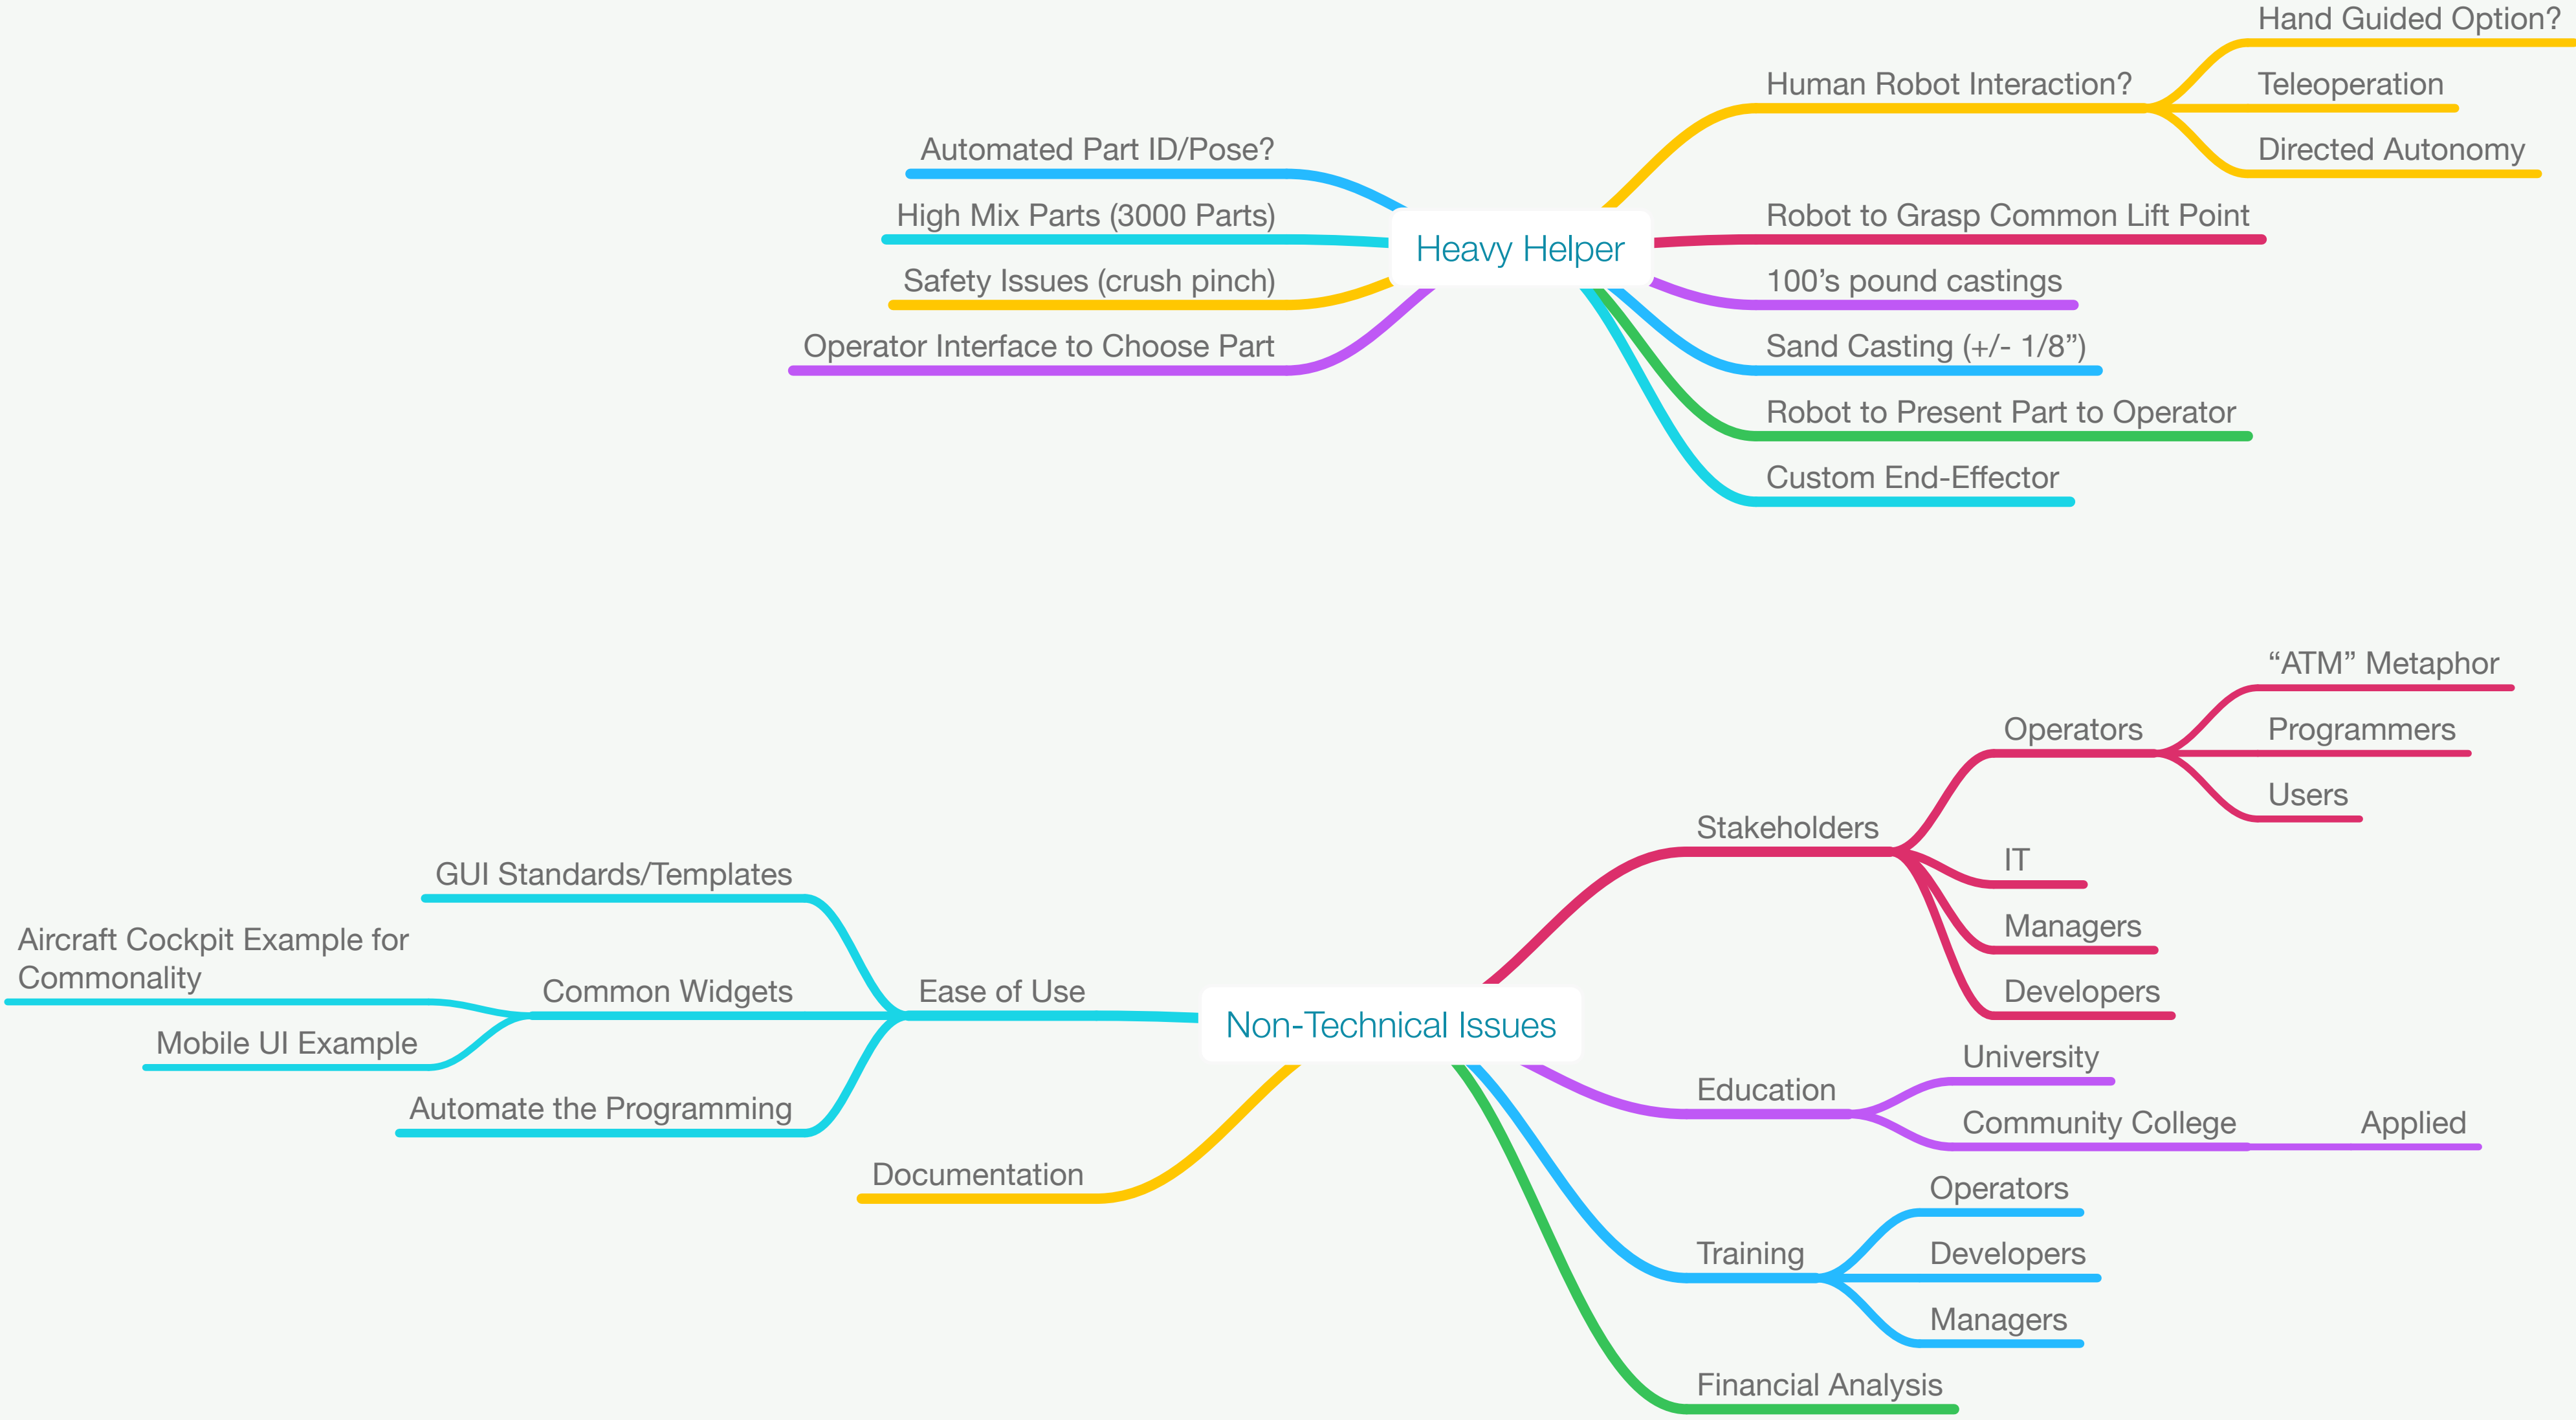 Heavy Helper
Human Robot Interaction?
Hand Guided Option?
Teleoperation
Directed Autonomy
Robot to Grasp Common Lift Point
100’s pound castings
Sand Casting (+/- 1/8”)
Robot to Present Part to Operator
Custom End-Effector
Automated Part ID/Pose?
High Mix Parts (3000 Parts)
Safety Issues (crush pinch)
Operator Interface to Choose Part
Non-Technical Issues
Stakeholders
Operators
“ATM” Metaphor
Programmers
Users
IT
Managers
Developers
Education
University
Community College
Applied
Training
Operators
Developers
Managers
Financial Analysis
Ease of Use
GUI Standards/Templates
Common Widgets
Aircraft Cockpit Example for
Commonality
Mobile UI Example
Automate the Programming
Documentation